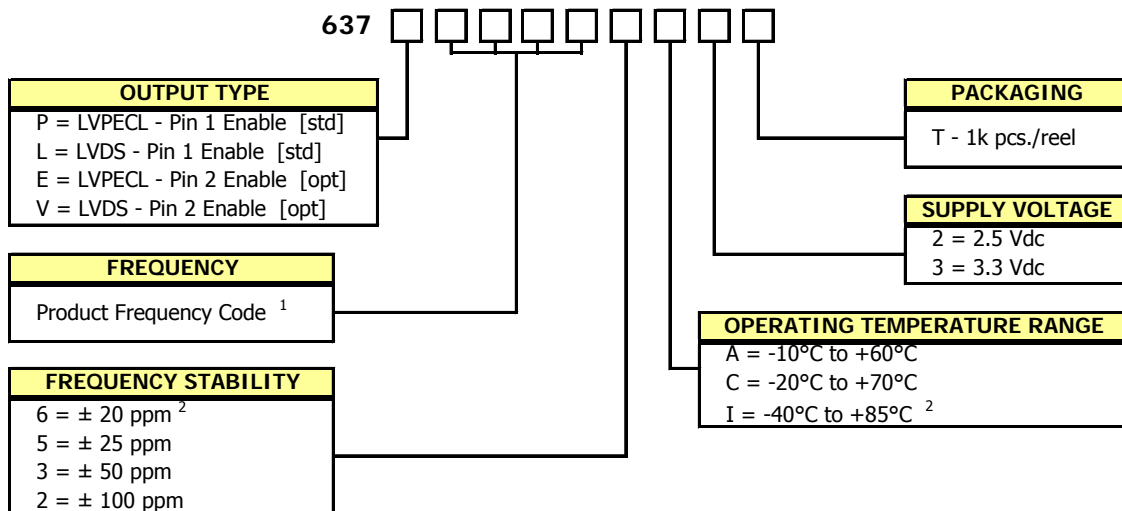 637
OUTPUT TYPE
P = LVPECL - Pin 1 Enable [std]
L = LVDS - Pin 1 Enable [std]
E = LVPECL - Pin 2 Enable [opt]
V = LVDS - Pin 2 Enable [opt]
FREQUENCY
Product Frequency Code 1
FREQUENCY STABILITY
6 = ± 20 ppm 2
5 = ± 25 ppm
3 = ± 50 ppm
2 = ± 100 ppm
PACKAGING
T - 1k pcs./reel
SUPPLY VOLTAGE
2 = 2.5 Vdc
3 = 3.3 Vdc
OPERATING TEMPERATURE RANGE
A = -10°C to +60°C
C = -20°C to +70°C
I = -40°C to +85°C 2